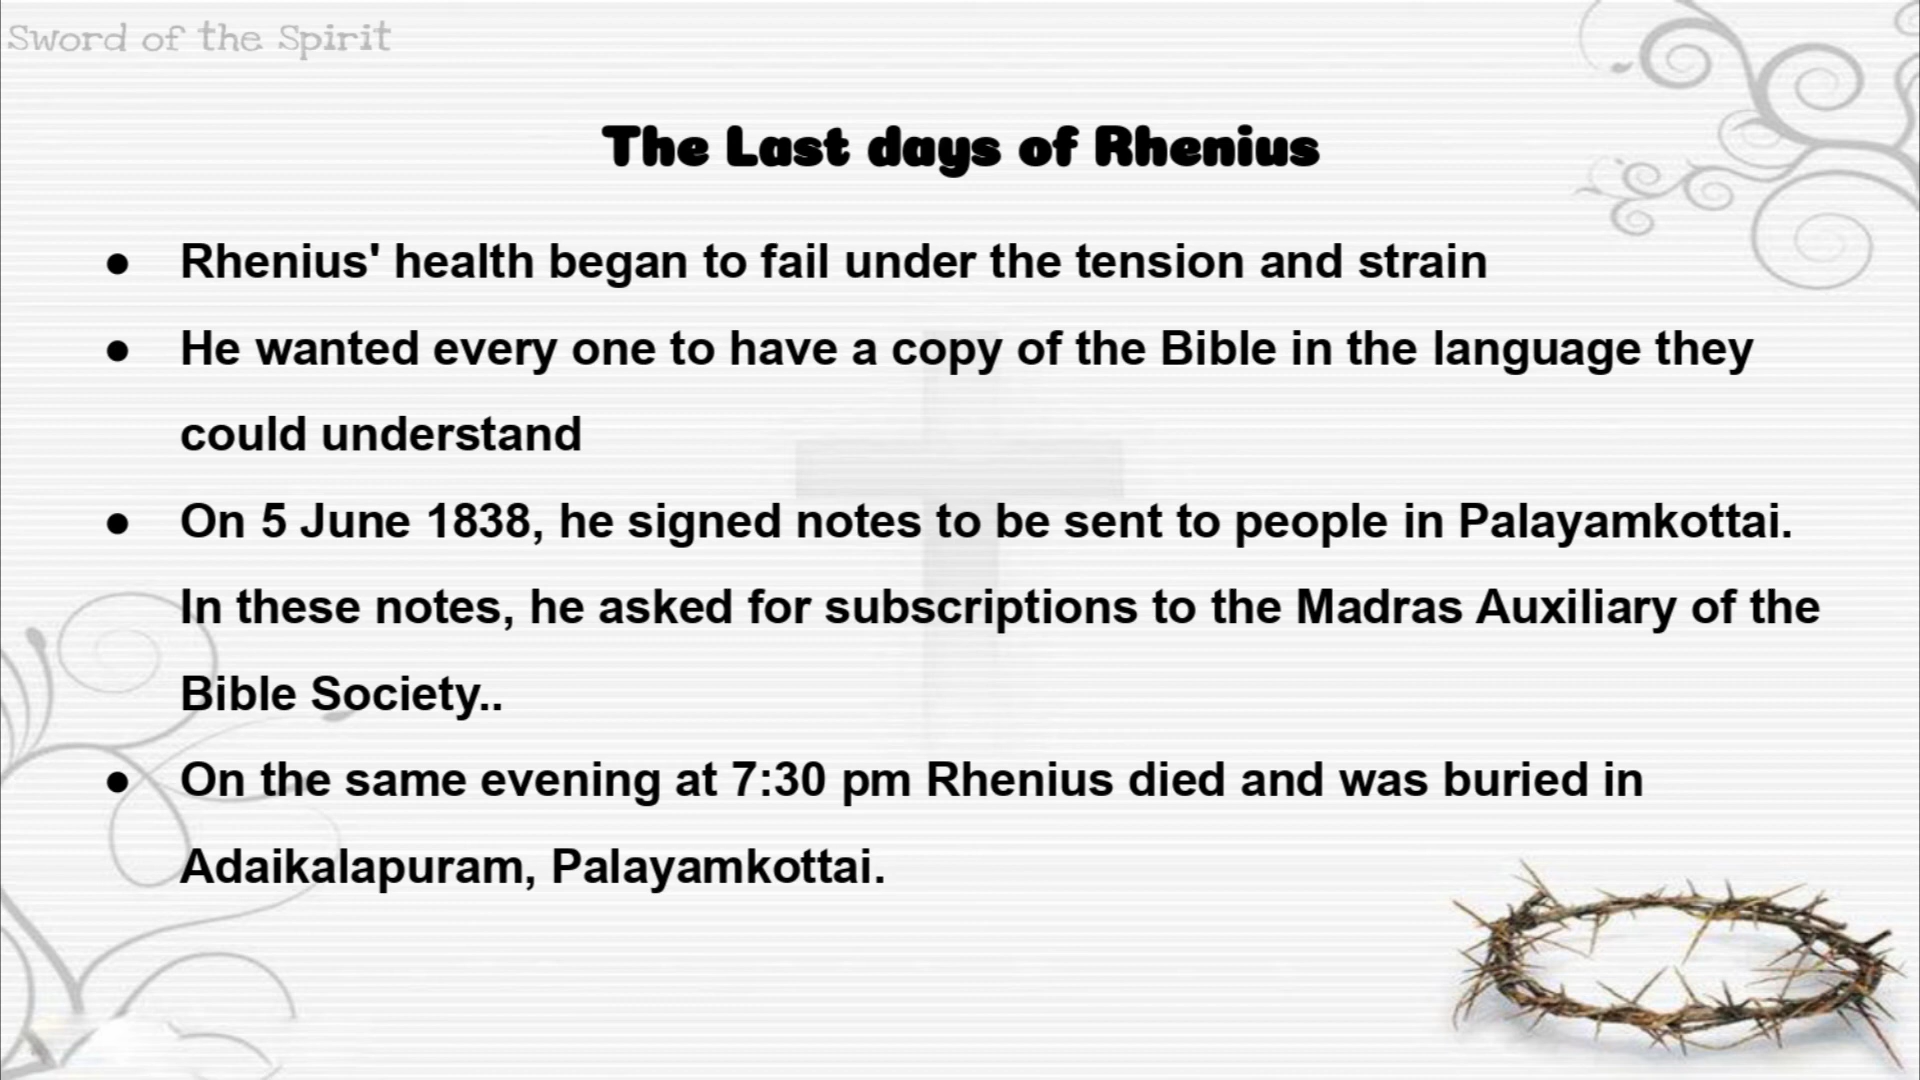 Sword of the Spirit
The Last days of Rhenius
● Rhenius' health began to fail under the tension and strain
● He wanted every one to have a copy of the Bible in the language they
could understand
● On 5 June 1838, he signed notes to be sent to people in Palayamkottai.
In these notes, he asked for subscriptions to the Madras Auxiliary of the
Bible Society..
● On the same evening at 7:30 pm Rhenius died and was buried in
Adaikalapuram, Palayamkottai.